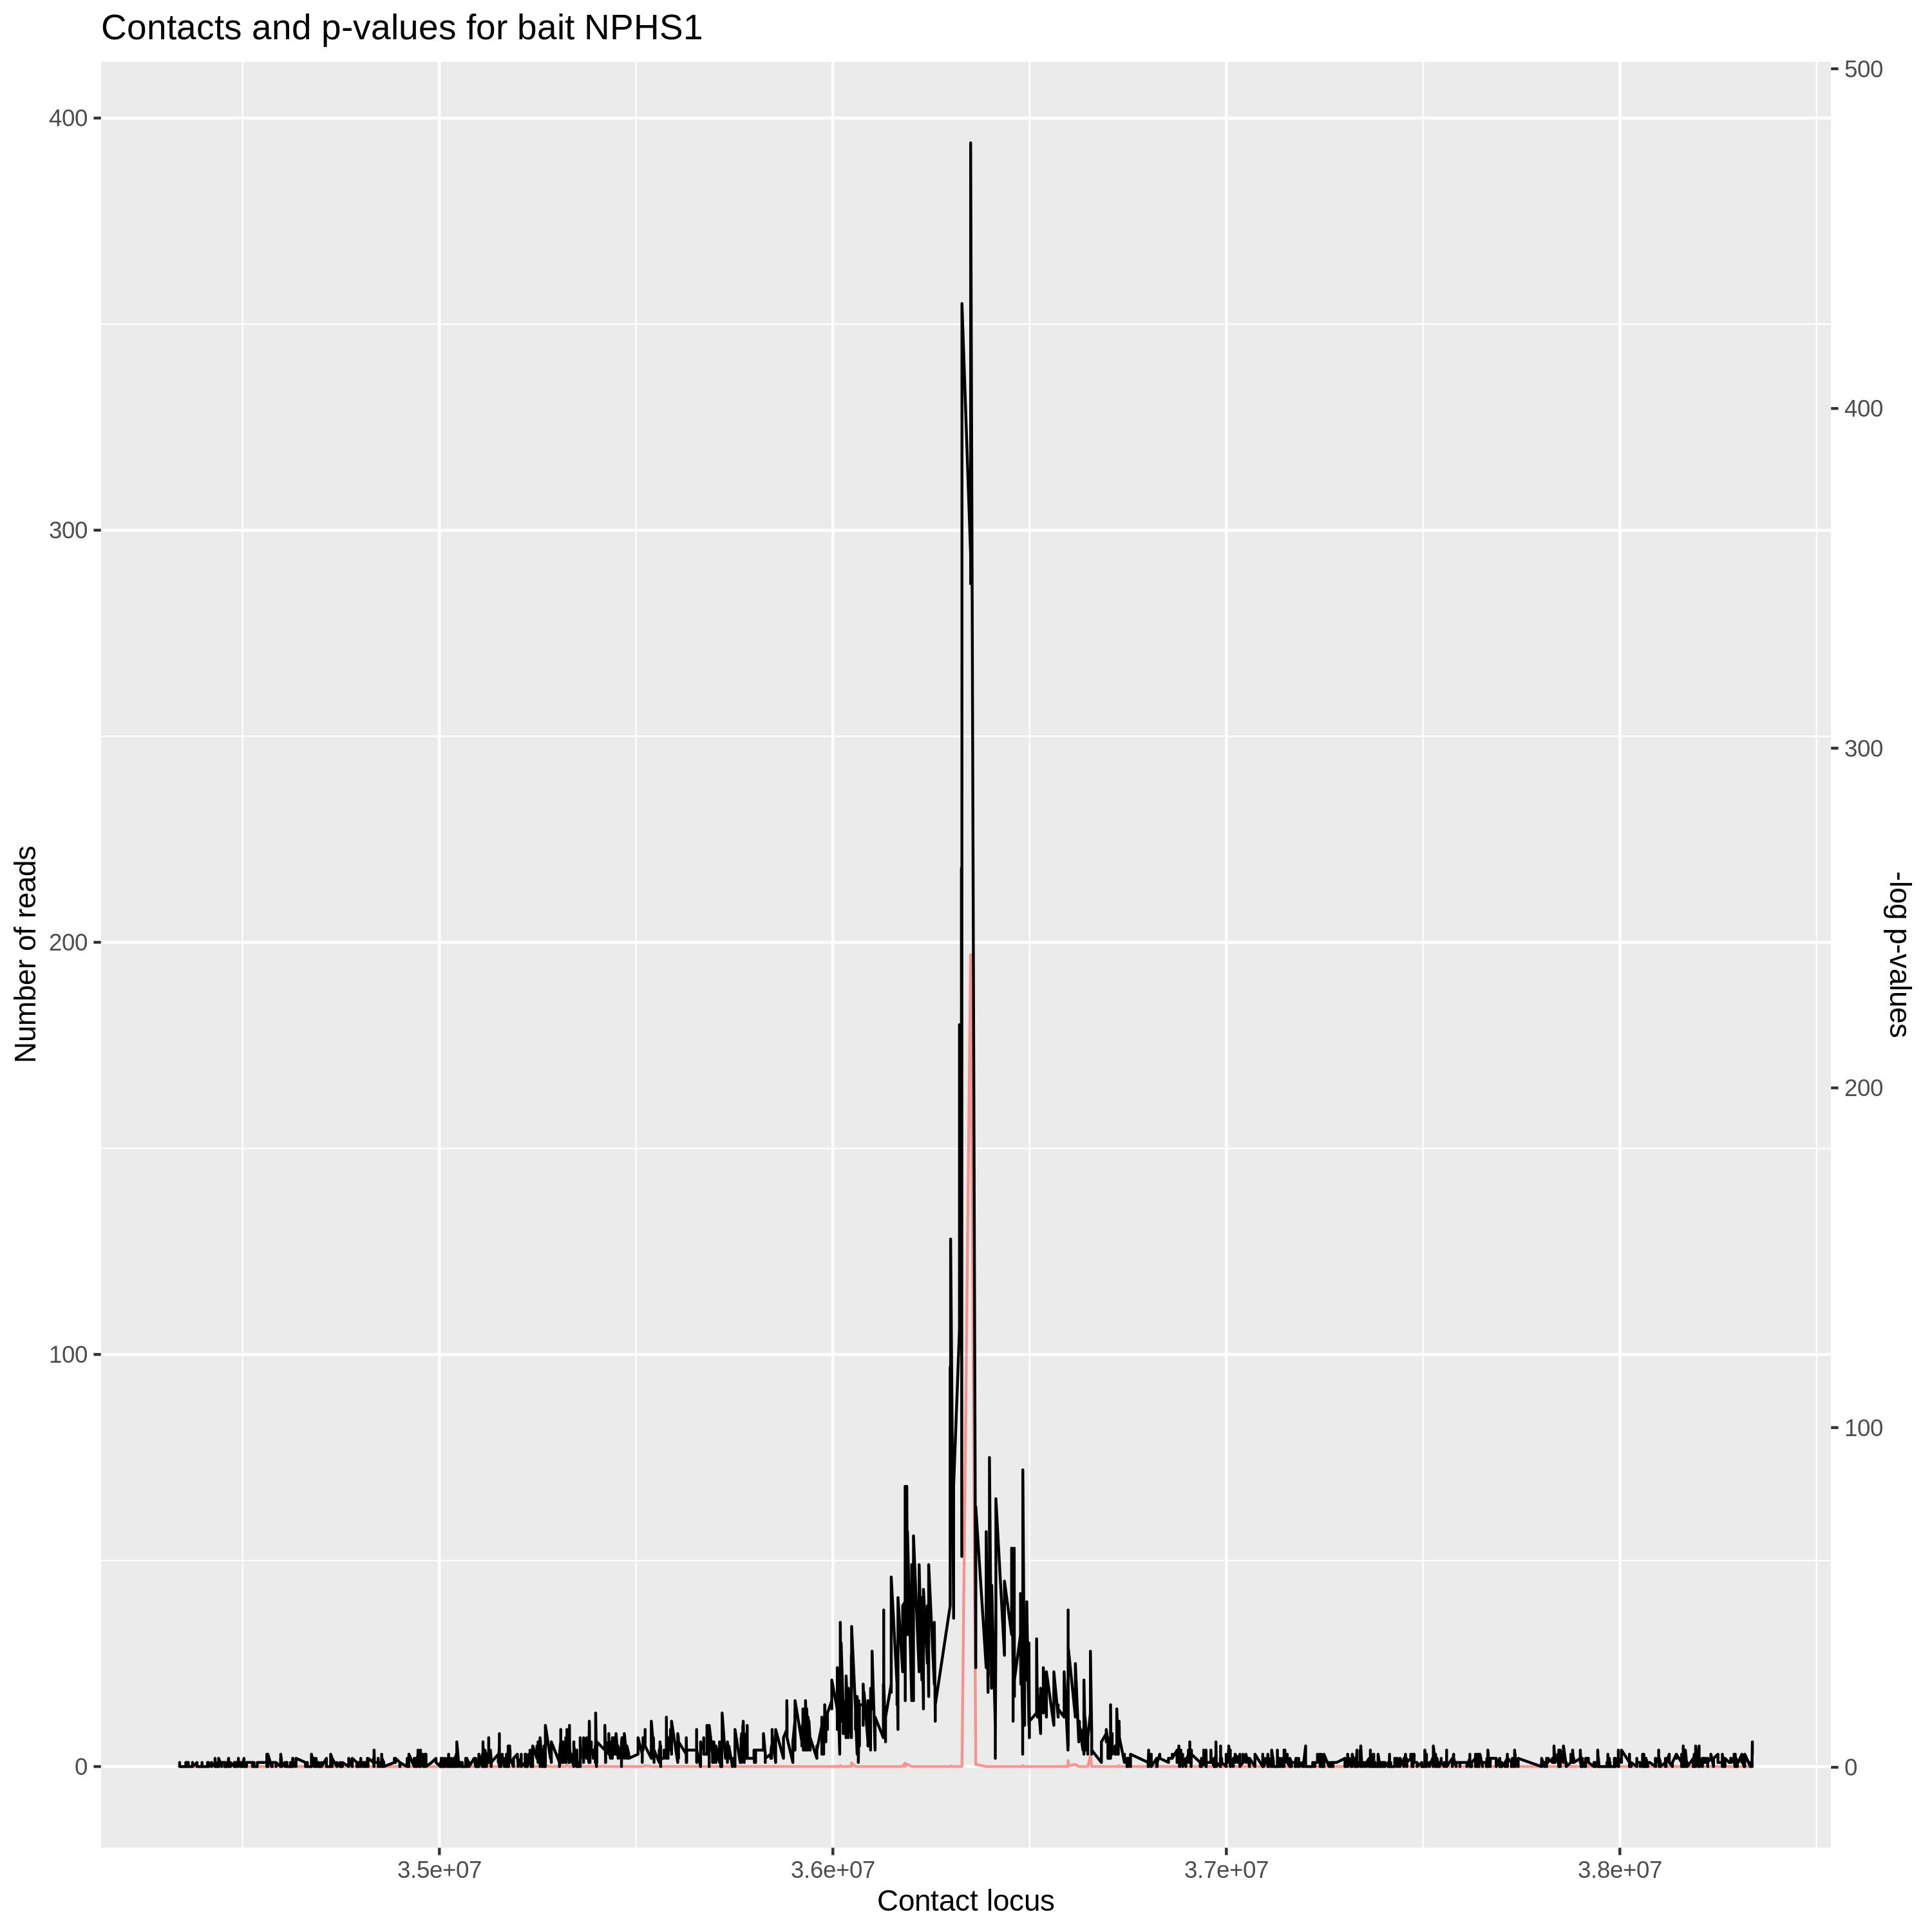 Contacts and p-values for bait NPHS1
Number of reads
400
300
200
100
0
500
400
300
200
100
0
-log p-values
3.5e+07
3.6e+07
3.7e+07
3.8e+07
Contact locus